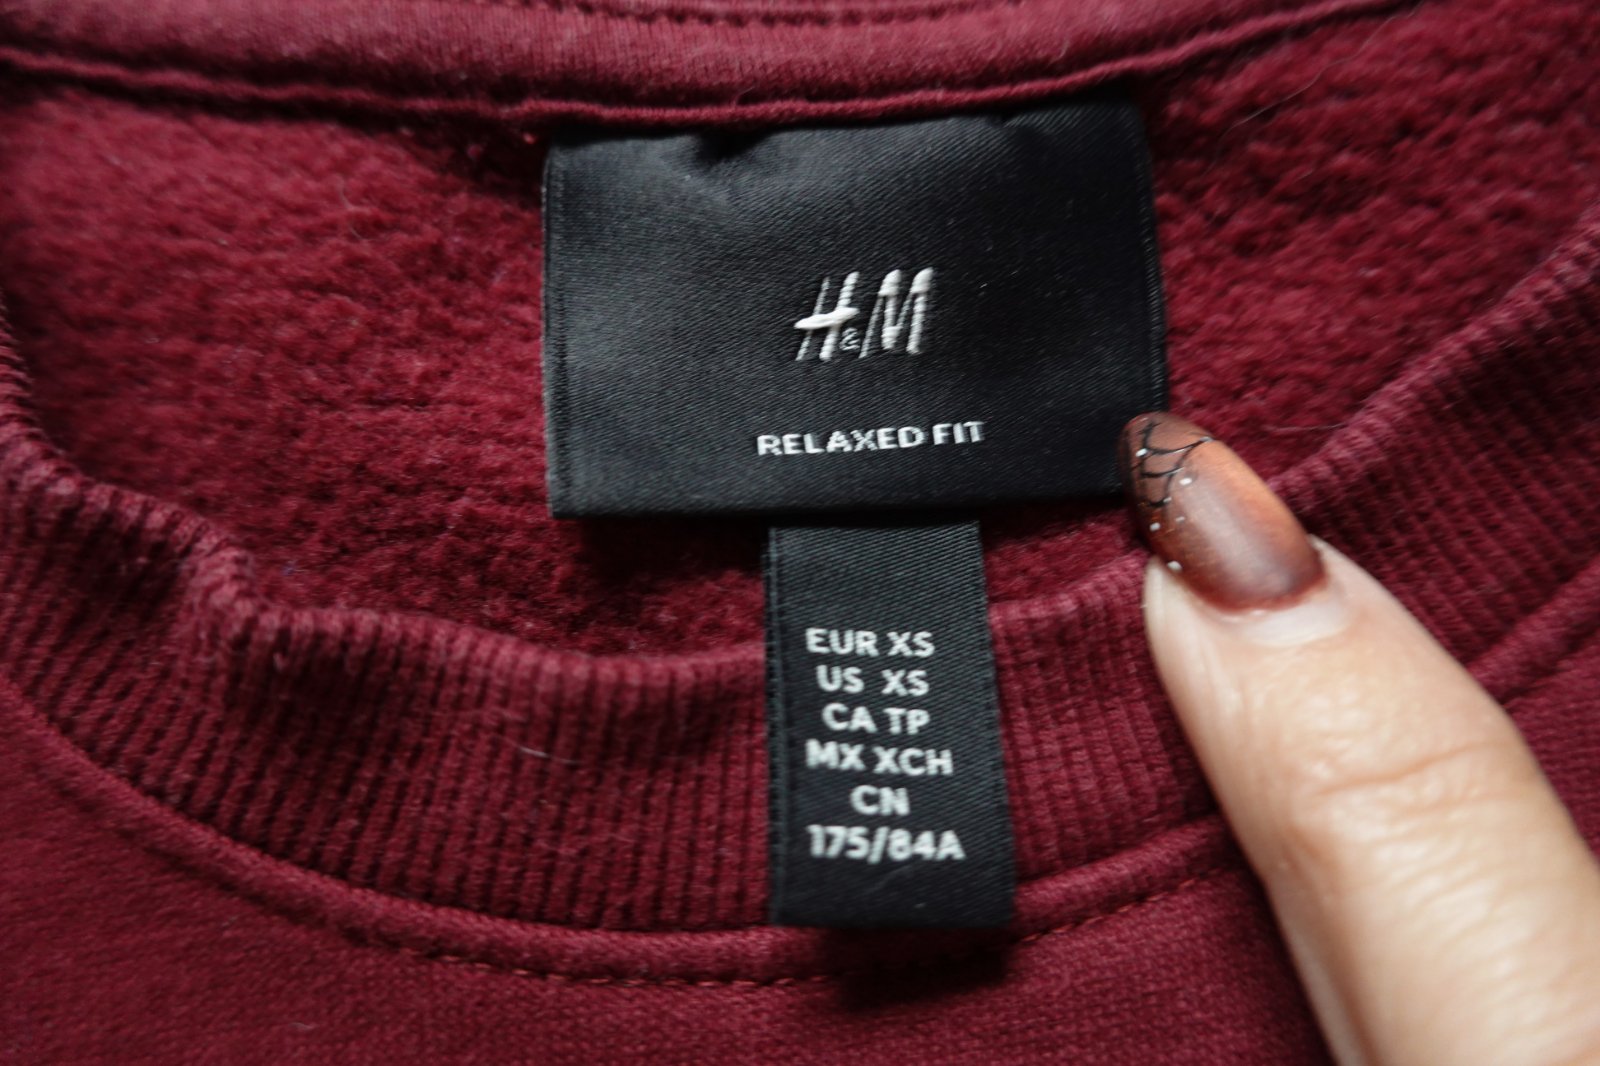 H&M
RELAXED FIT
EUR XS
US XS
CA TP
MX XCH
CN
175/84A